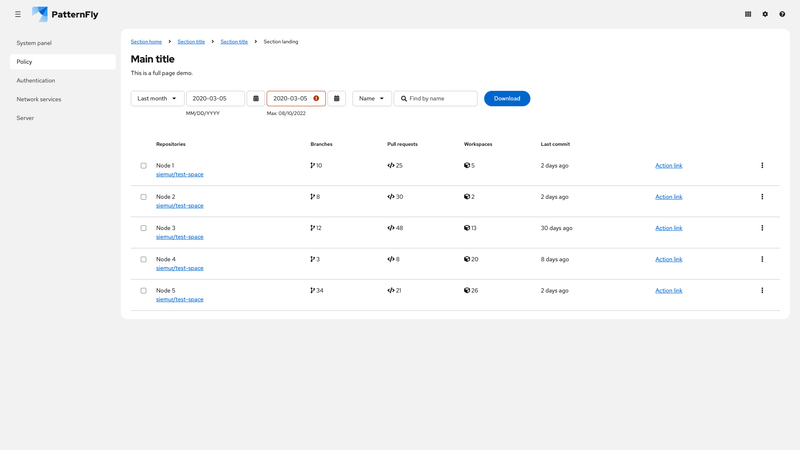 PatternFly
System panel
Policy
Authentication
Network services
Server
Section home Section title Section title Section landing
Main title
This is a full page demo.
Last month 2020-03-05 2020-03-05 Name Find by name Download
MM/DD/YYYY Max: 08/10/2022
Repositories Branches Pull requests Workspaces Last commit
Node 1 10 25 5 2 days ago Action link
siemur/test-space
Node 2 8 30 2 2 days ago Action link
siemur/test-space
Node 3 12 48 13 30 days ago Action link
siemur/test-space
Node 4 3 8 20 8 days ago Action link
siemur/test-space
Node 5 34 21 26 2 days ago Action link
siemur/test-space